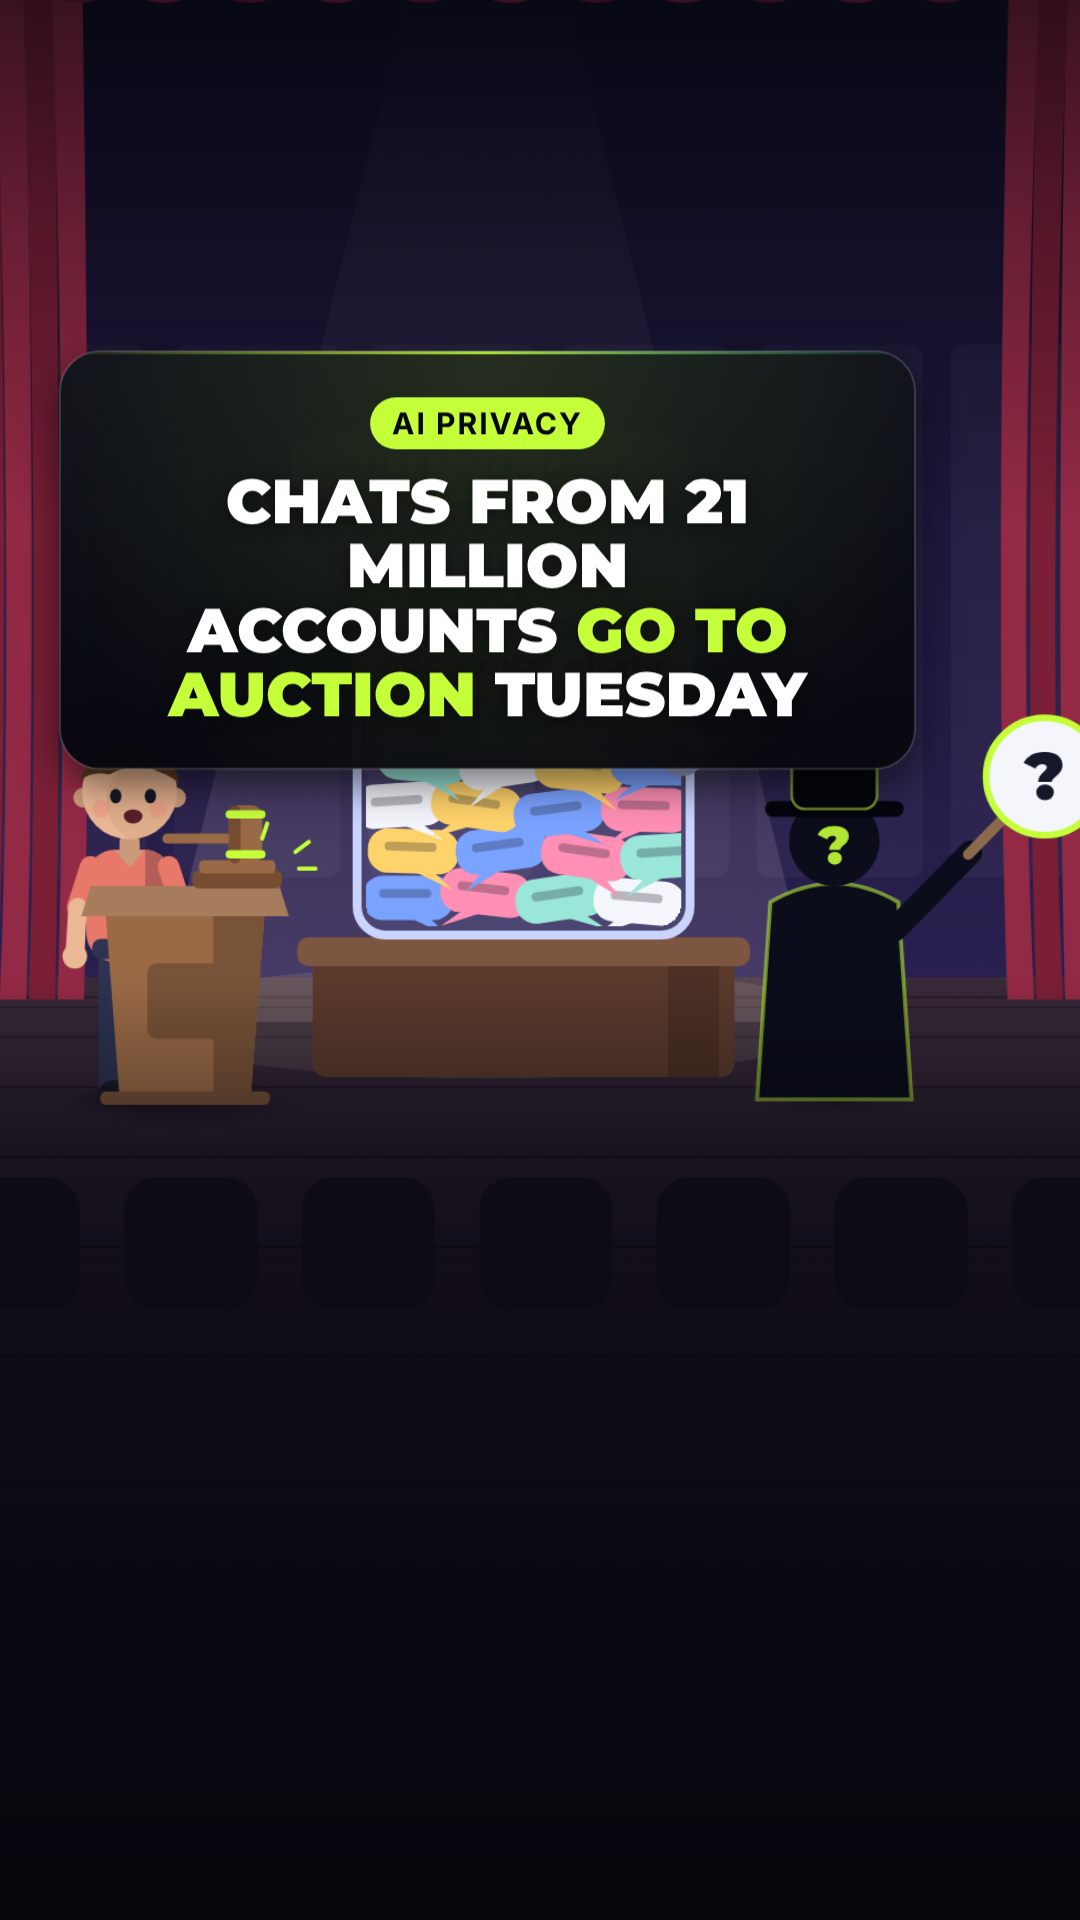 AI PRIVACY
CHATS FROM 21
MILLION
ACCOUNTS GO TO
AUCTION TUESDAY
?
?